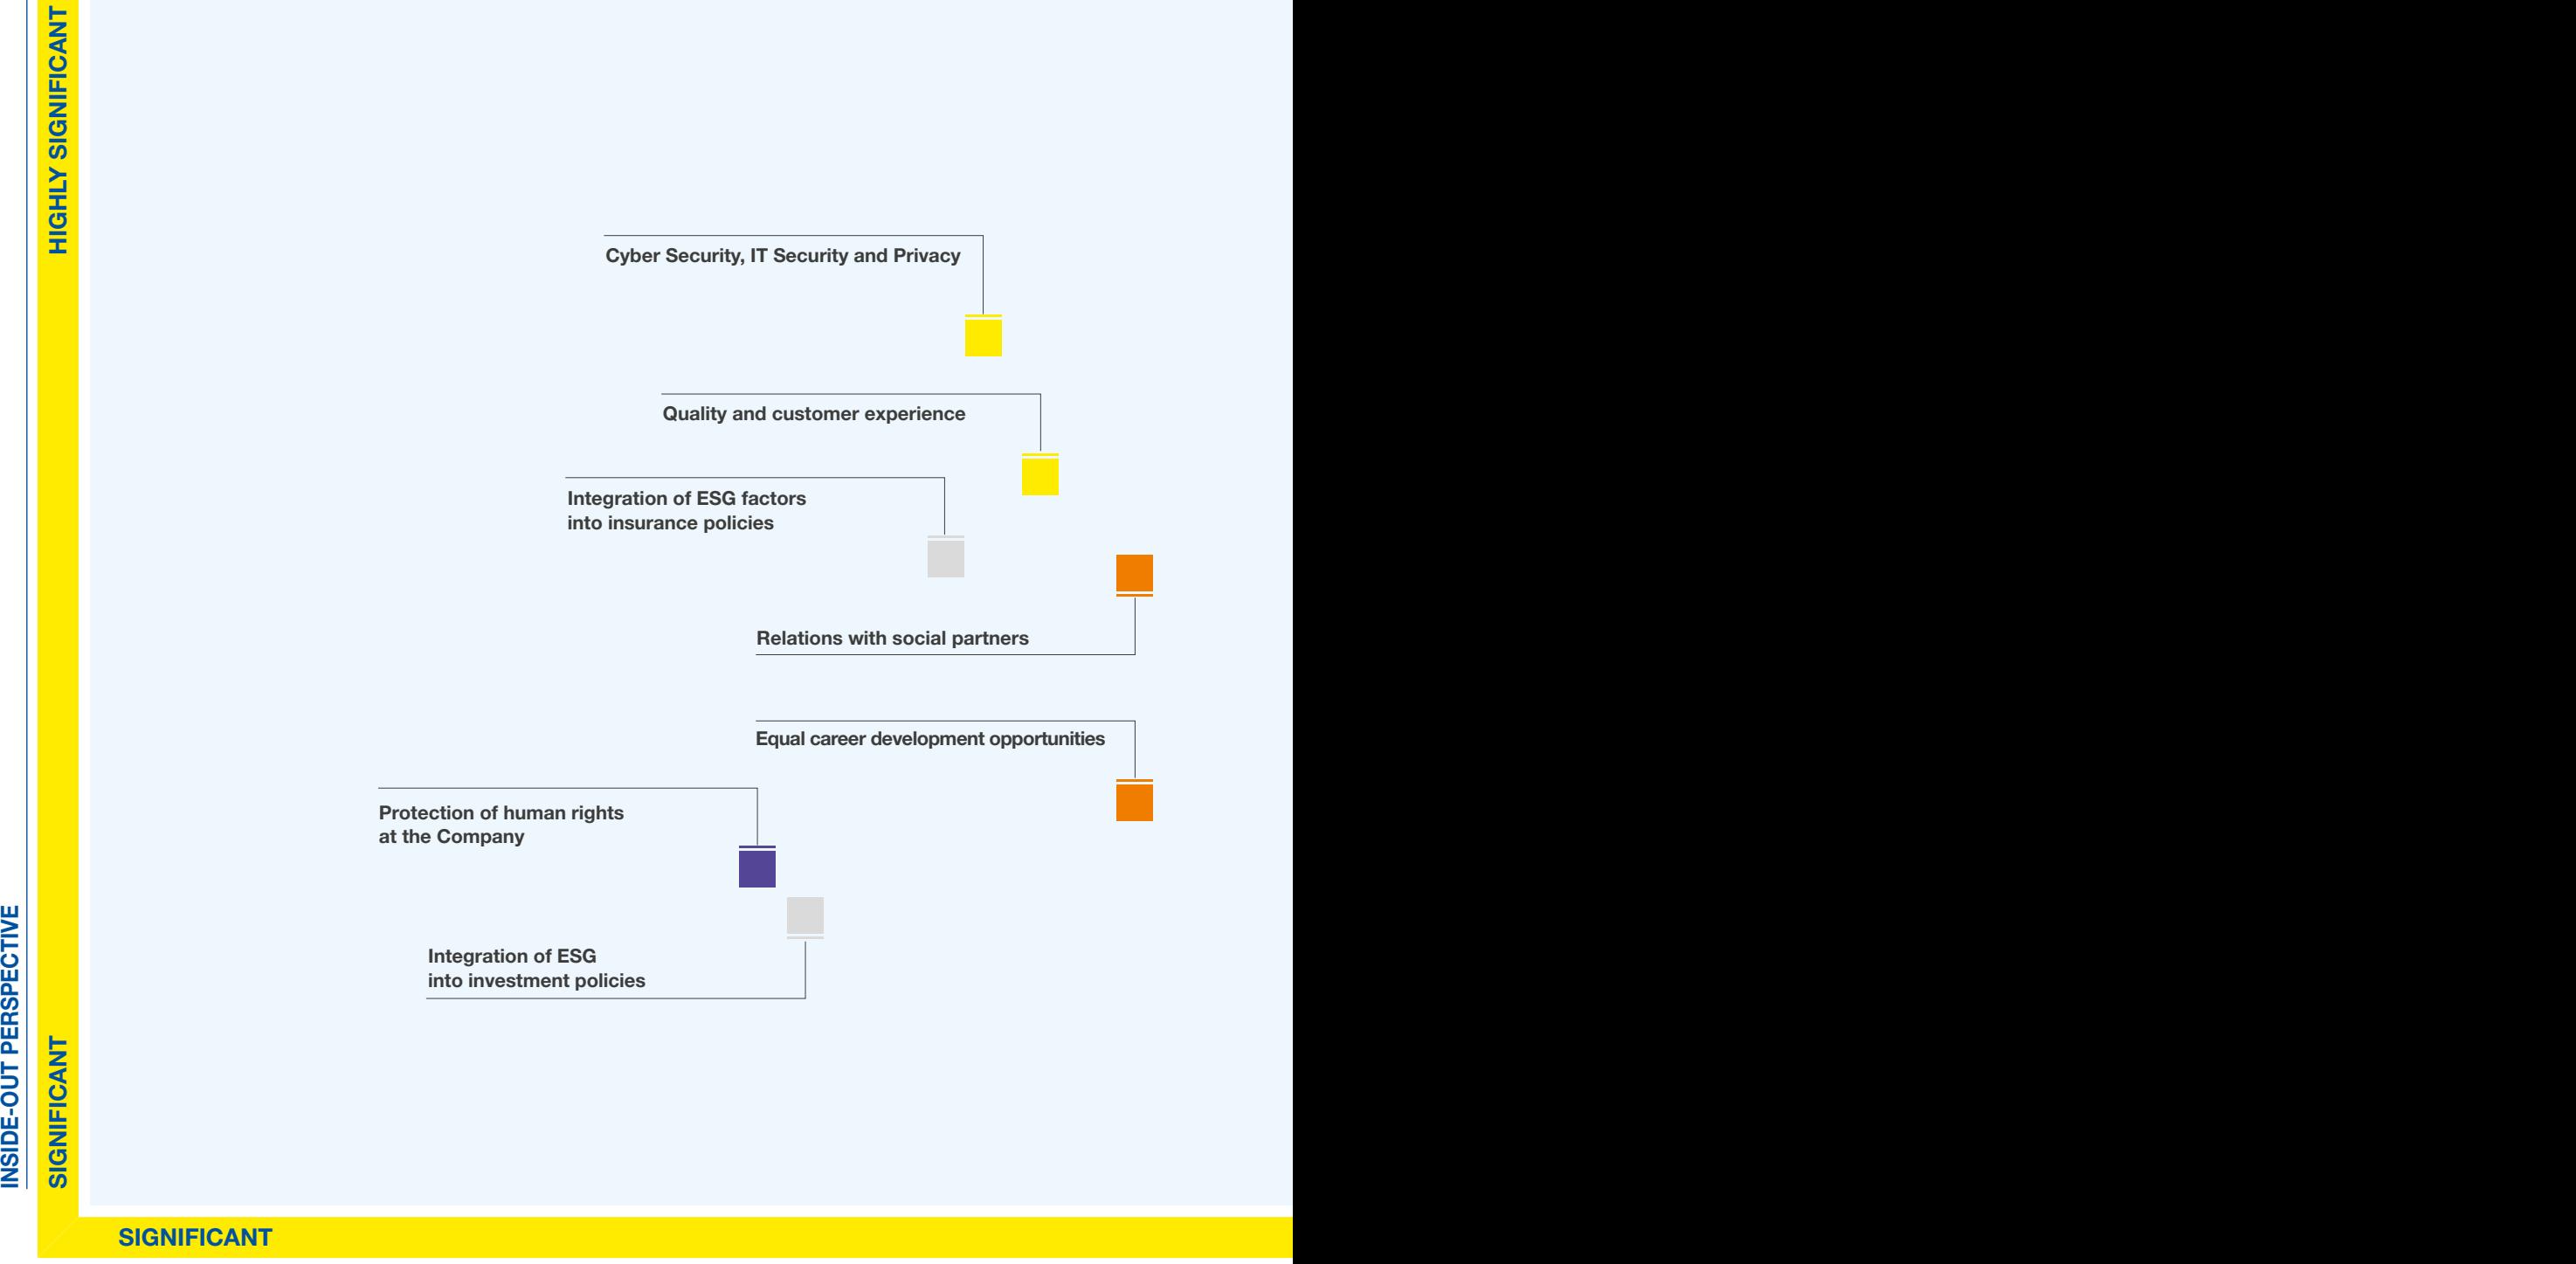 HIGHLY SIGNIFICANT
Cyber Security, IT Security and Privacy
Quality and customer experience
Integration of ESG factors
into insurance policies
Relations with social partners
Equal career development opportunities
Protection of human rights
at the Company
Integration of ESG
into investment policies
INSIDE-OUT PERSPECTIVE
SIGNIFICANT
SIGNIFICANT